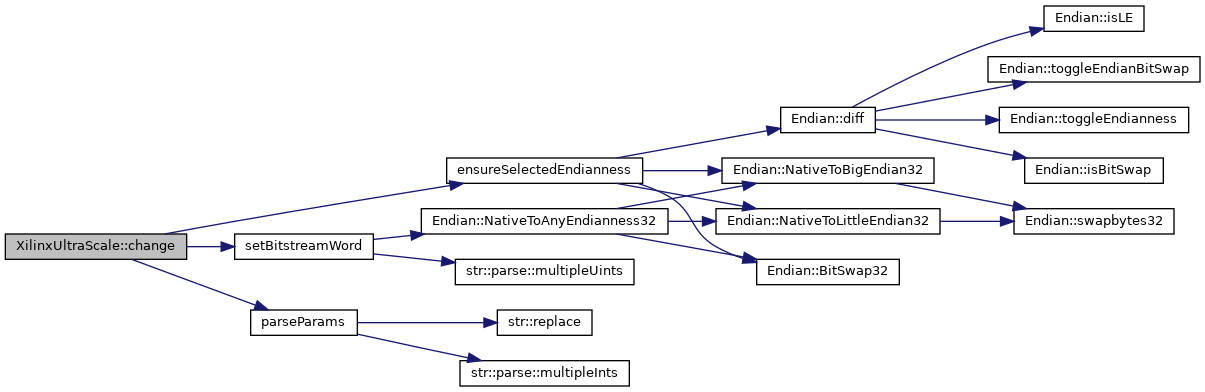 Endian::isLE
Endian::toggleEndianBitSwap
Endian::diff
Endian::toggleEndianness
ensureSelectedEndianness
Endian::NativeToBigEndian32
Endian::isBitSwap
Endian::NativeToAnyEndianness32
Endian::NativeToLittleEndian32
Endian::swapbytes32
XilinxUltraScale::change
setBitstreamWord
str::parse::multipleUints
Endian::BitSwap32
parseParams
str::replace
str::parse::multipleInts